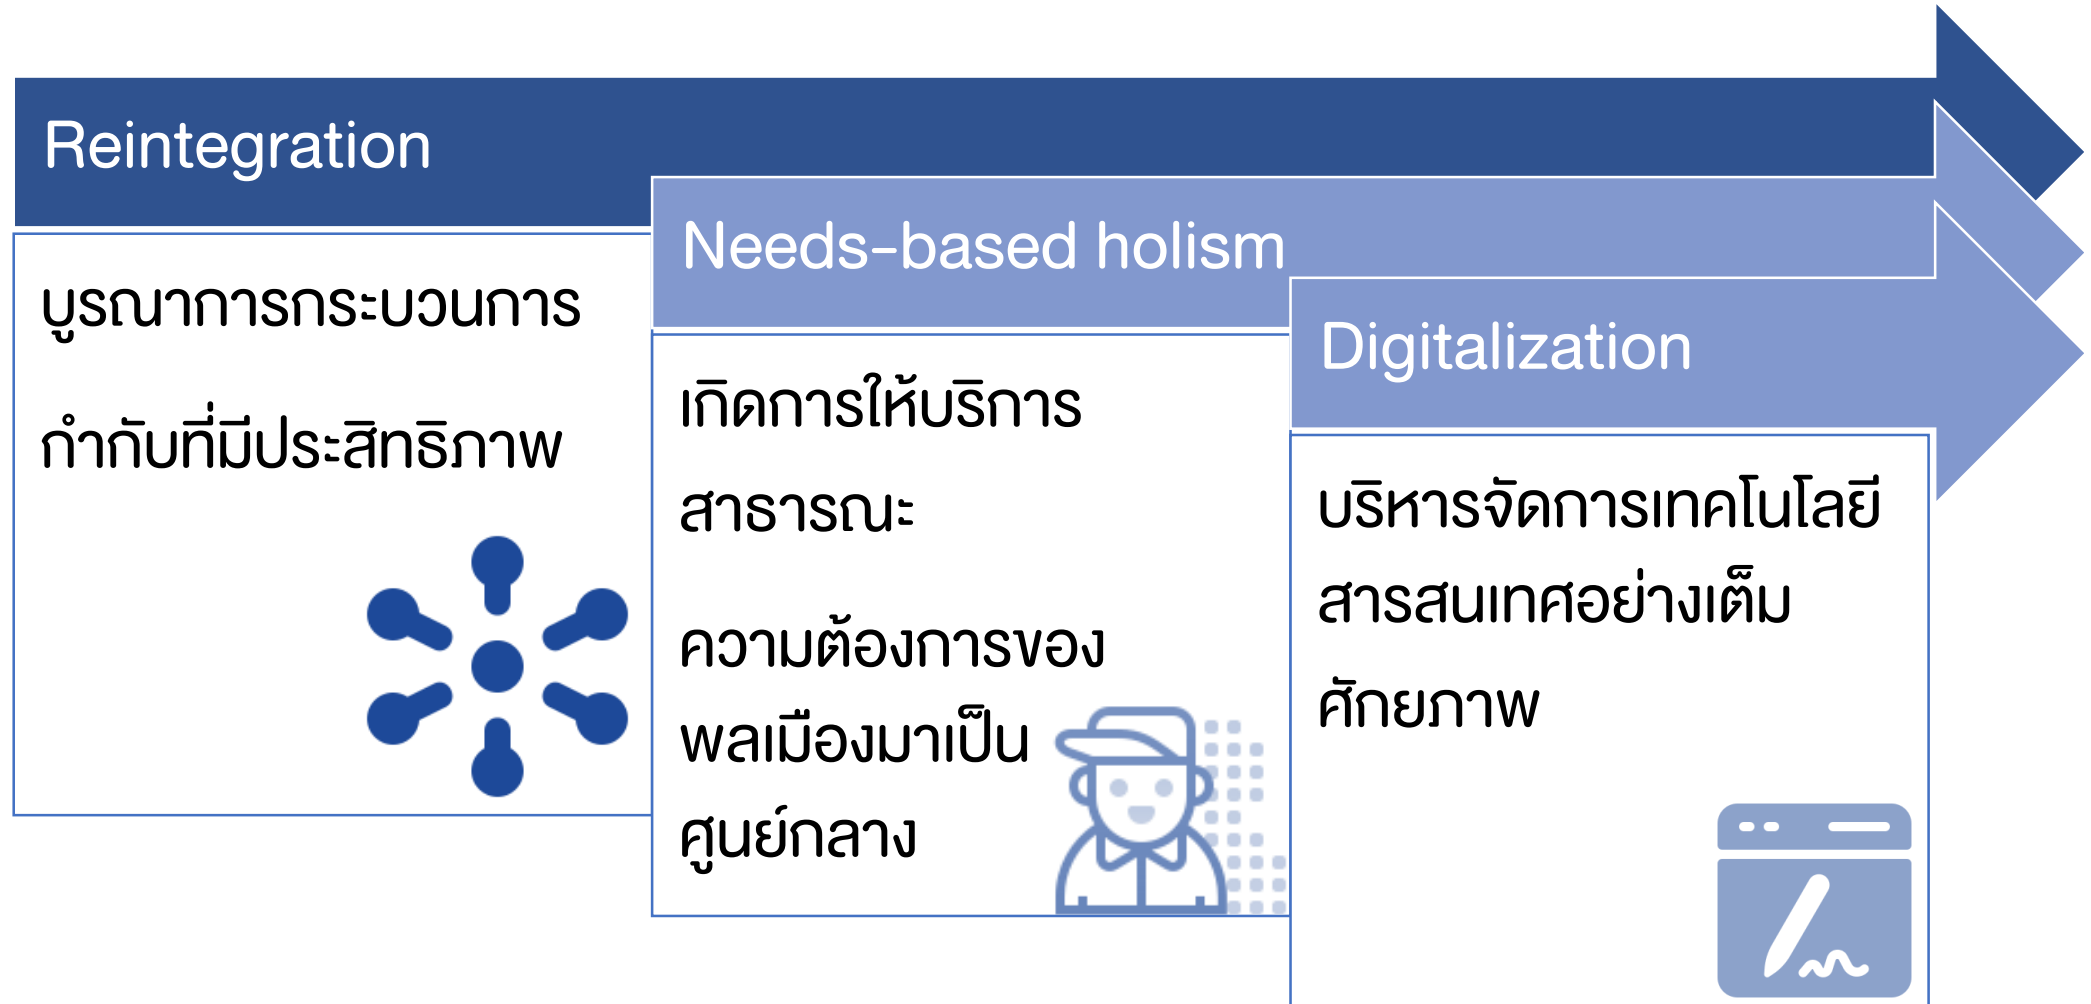 Reintegration
บูรณาการกระบวนการ
กำกับที่มีประสิทธิภาพ
Needs-based holism
เกิดการให้บริการ
สาธารณะ
ความต้องการของ
พลเมืองมาเป็น
ศูนย์กลาง
Digitalization
บริหารจัดการเทคโนโลยี
สารสนเทศอย่างเต็ม
ศักยภาพ